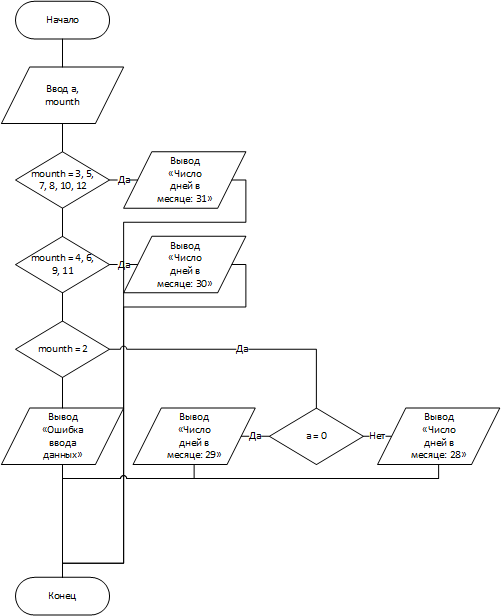 Начало
Ввод a,
mounth
mounth = 3, 5,
7, 8, 10, 12
Да
Вывод
«Число
дней в
месяце: 31»
mounth = 4, 6,
9, 11
Да
Вывод
«Число
дней в
месяце: 30»
mounth = 2
Да
Вывод
«Ошибка
ввода
данных»
Вывод
«Число
дней в
месяце: 29»
Да
a = 0
Нет
Вывод
«Число
дней в
месяце: 28»
Конец